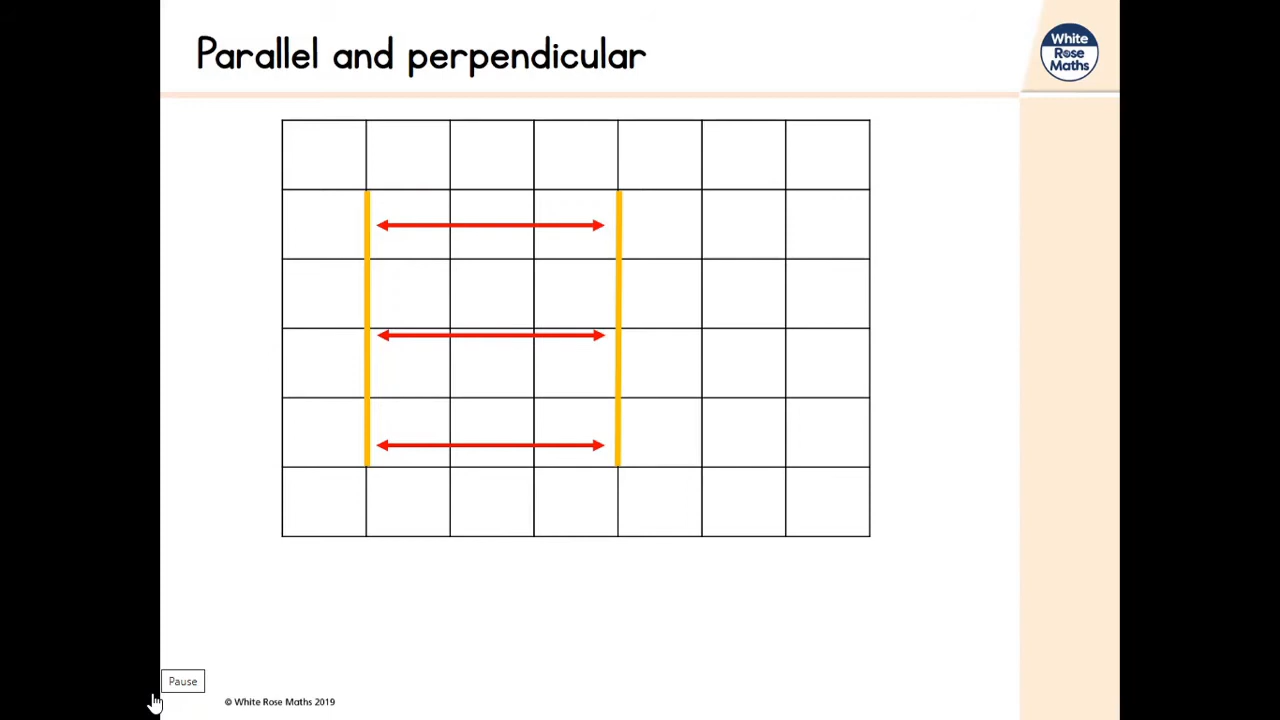 Parallel and perpendicular
White
Rose
Maths
Pause
© White Rose Maths 2019